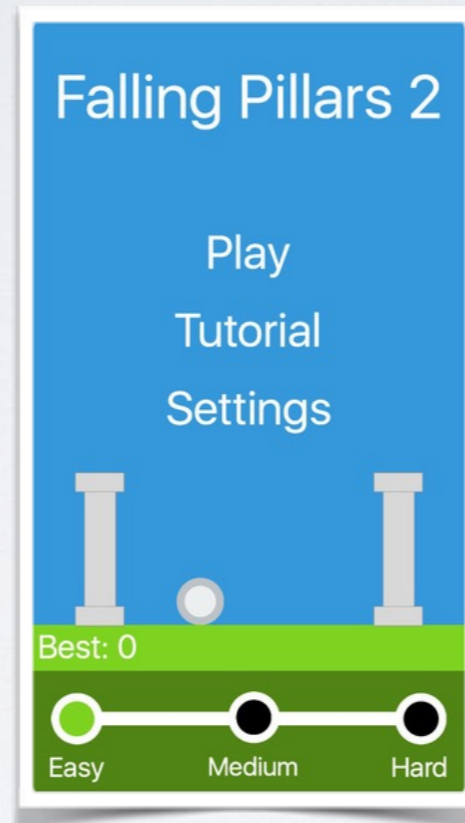 Falling Pillars 2
Play
Tutorial
Settings
Best: 0
Easy Medium Hard